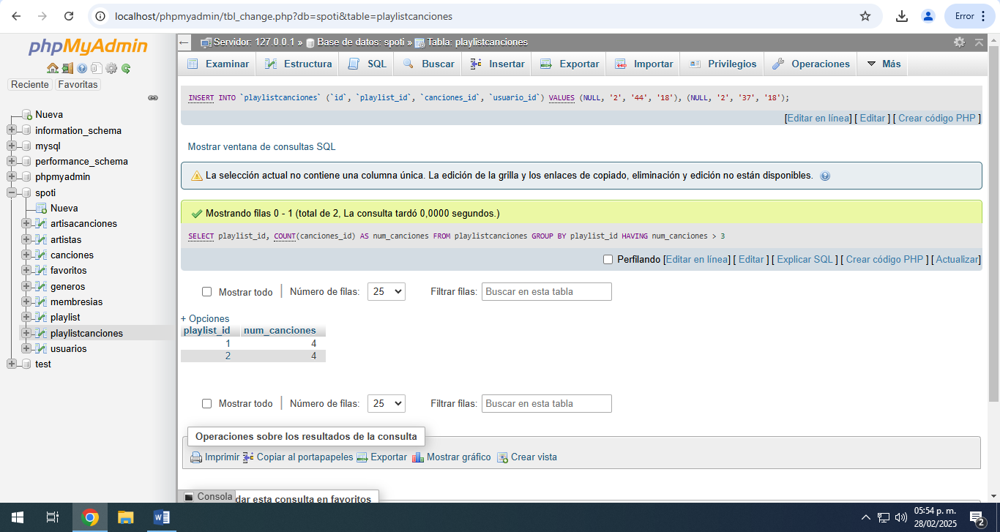 localhost/phpmyadmin/tbl_change.php?db=spoti&table=playlistcanciones
Error
phpMyAdmin
Reciente Favoritas
Nueva
information_schema
mysql
performance_schema
phpmyadmin
spoti
Nueva
artisacanciones
artistas
canciones
favoritos
generos
membresias
playlist
playlistcanciones
usuarios
test
Servidor: 127.0.0.1 » Base de datos: spoti » Tabla: playlistcanciones
Examinar Estructura SQL Buscar Insertar Exportar Importar Privilegios Operaciones Más
INSERT INTO `playlistcanciones` (`id`, `playlist_id`, `canciones_id`, `usuario_id`) VALUES (NULL, '2', '44', '18'), (NULL, '2', '37', '18');
[Editar en línea] [ Editar ] [ Crear código PHP ]
Mostrar ventana de consultas SQL
La selección actual no contiene una columna única. La edición de la grilla y los enlaces de copiado, eliminación y edición no están disponibles.
Mostrando filas 0 - 1 (total de 2, La consulta tardó 0,0000 segundos.)
SELECT playlist_id, COUNT(canciones_id) AS num_canciones FROM playlistcanciones GROUP BY playlist_id HAVING num_canciones > 3
Perfilando [Editar en línea] [ Editar ] [ Explicar SQL ] [ Crear código PHP ] [ Actualizar]
Mostrar todo | Número de filas: 25 Filtrar filas: Buscar en esta tabla
+ Opciones
playlist_id num_canciones
1 4
2 4
Mostrar todo | Número de filas: 25 Filtrar filas: Buscar en esta tabla
Operaciones sobre los resultados de la consulta
Imprimir Copiar al portapapeles Exportar Mostrar gráfico Crear vista
Consola dar esta consulta en favoritos
05:54 p. m.
28/02/2025
2